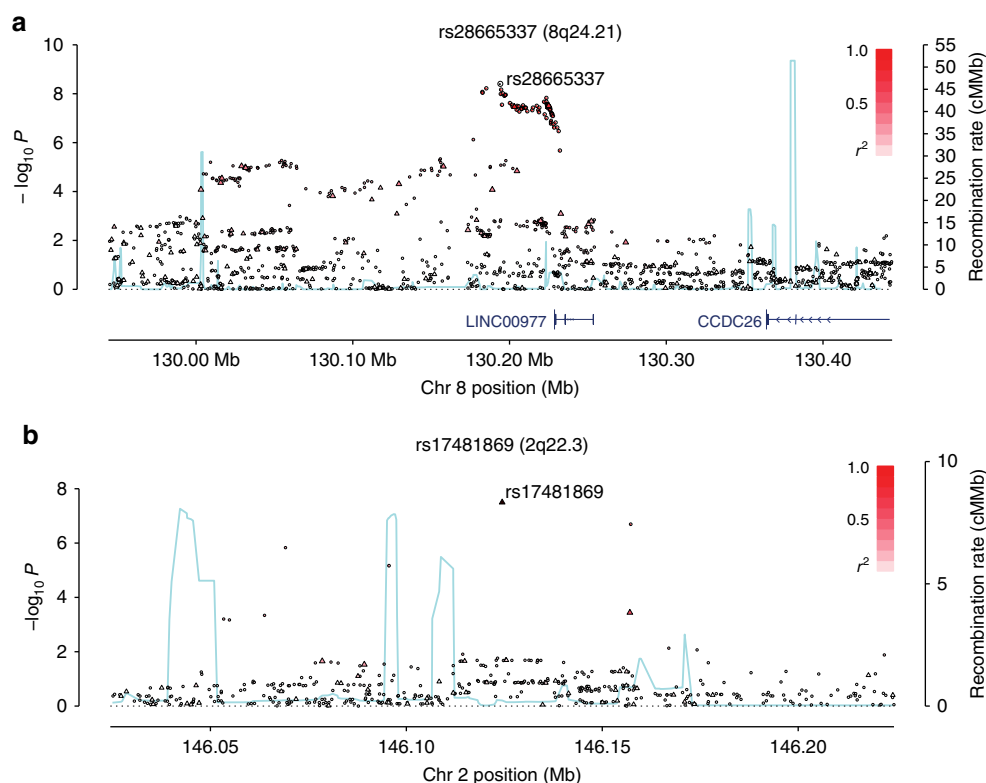 a
rs28665337 (8q24.21)
10
8
6
4
2
0
– log10 P
rs28665337
1.0
0.5
r2
55
50
45
40
35
30
25
20
15
10
5
0
Recombination rate (cMMb)
LINC00977
CCDC26
130.00 Mb
130.10 Mb
130.20 Mb
130.30
130.40
Chr 8 position (Mb)
b
rs17481869 (2q22.3)
8
6
4
2
0
–log10 P
rs17481869
1.0
0.5
r2
10
5
0
Recombination rate (cMMb)
146.05
146.10
146.15
146.20
Chr 2 position (Mb)